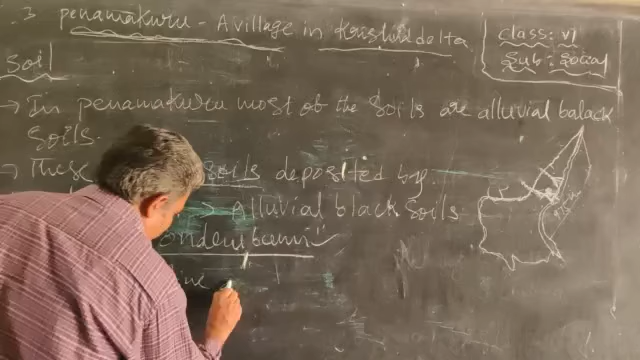 3 penamakuru - A village in Krishna delta
Class: VI
Sub: Social
Soil
→ In penamakuru most of the Soils are alluvial balack
Soils.
→ These soils deposited by
→ Alluvial black Soils